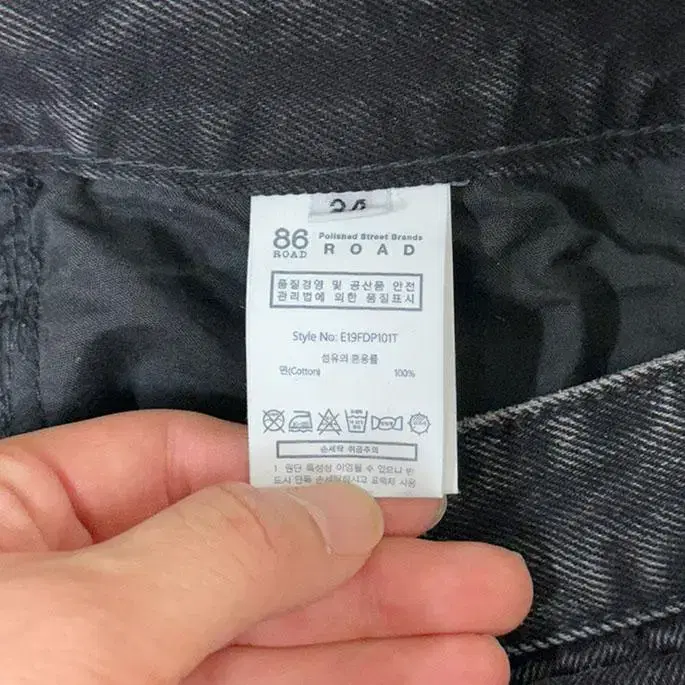 86
ROAD
Polished Street Brands
ROAD
품질경영 및 공산품 안전
관리법에 의한 품질표시
Style No: E19FDP101T
섬유의 혼용률
면(Cotton) 100%
손세탁 취급주의
1 원단 특성상 이염될 수 있으니 반
드시 단독 손세탁하시고 표백제 사용